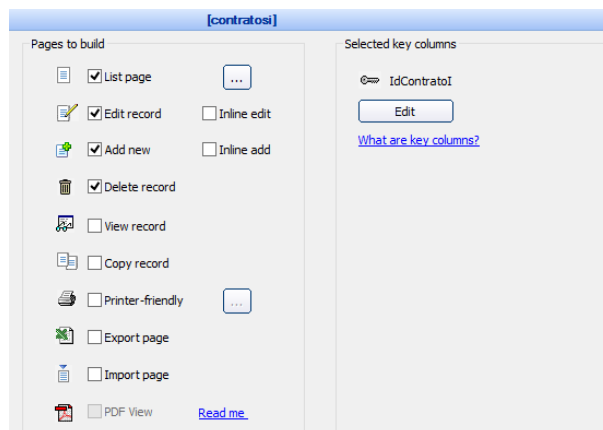 [contratosi]
Pages to build
List page
...
Edit record
Inline edit
Add new
Inline add
Delete record
View record
Copy record
Printer-friendly
...
Export page
Import page
PDF View
Read me
Selected key columns
IdContratoI
Edit
What are key columns?